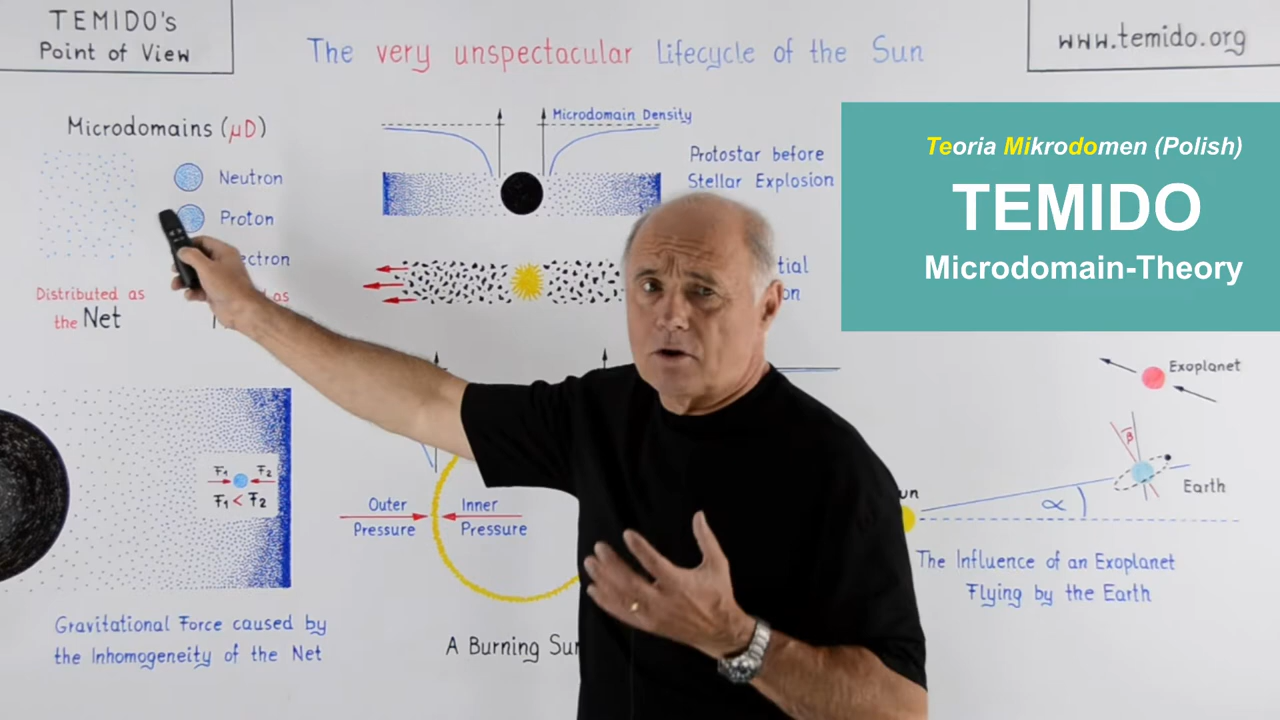 TEMIDO's
Point of View
The very unspectacular Lifecycle of the Sun
www.temido.org
Microdomains (µD)
Neutron
Proton
Distributed as
the Net
Microdomain Density
Protostar before
Stellar Explosion
Teoria Mikrodomen (Polish)
TEMIDO
Microdomain-Theory
F₁ F₂
F₁ < F₂
Gravitational Force caused by
the Inhomogeneity of the Net
Outer Inner
Pressure Pressure
A Burning
Exoplanet
β
Earth
α
The Influence of an Exoplanet
Flying by the Earth